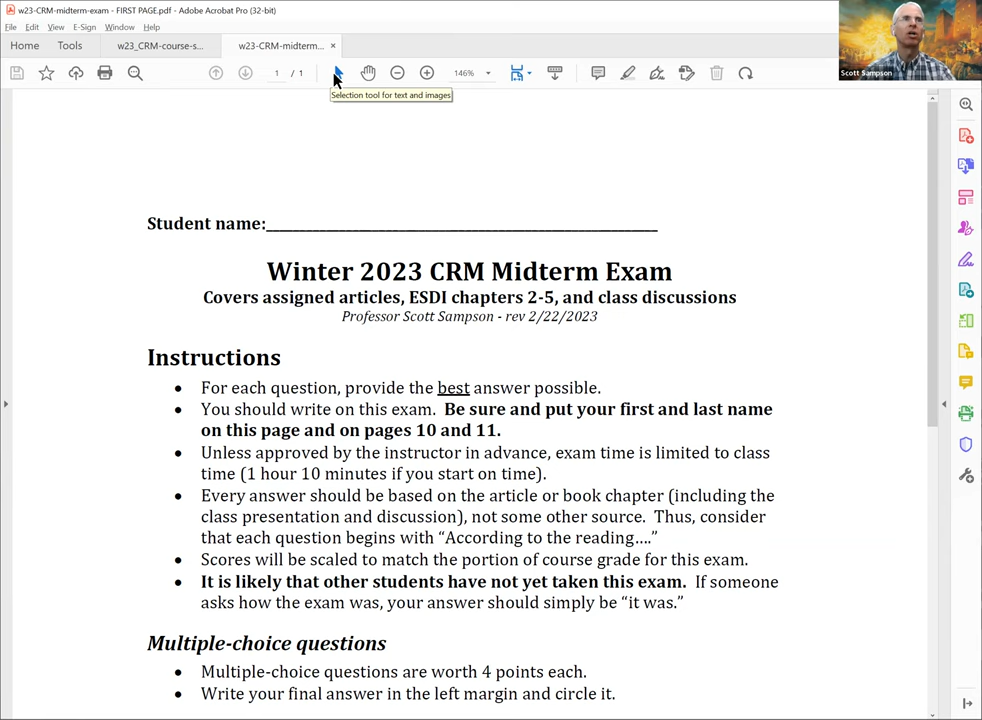 w23-CRM-midterm-exam - FIRST PAGE.pdf - Adobe Acrobat Pro (32-bit)
File Edit View E-Sign Window Help
Home Tools w23_CRM-course-s... w23-CRM-midterm... ×
1 / 1 146%
Selection tool for text and images
Scott Sampson
Student name:___________________________________________________________
Winter 2023 CRM Midterm Exam
Covers assigned articles, ESDI chapters 2-5, and class discussions
Professor Scott Sampson - rev 2/22/2023
Instructions
• For each question, provide the best answer possible.
• You should write on this exam. Be sure and put your first and last name
on this page and on pages 10 and 11.
• Unless approved by the instructor in advance, exam time is limited to class
time (1 hour 10 minutes if you start on time).
• Every answer should be based on the article or book chapter (including the
class presentation and discussion), not some other source. Thus, consider
that each question begins with “According to the reading….”
• Scores will be scaled to match the portion of course grade for this exam.
• It is likely that other students have not yet taken this exam. If someone
asks how the exam was, your answer should simply be “it was.”
Multiple-choice questions
• Multiple-choice questions are worth 4 points each.
• Write your final answer in the left margin and circle it.